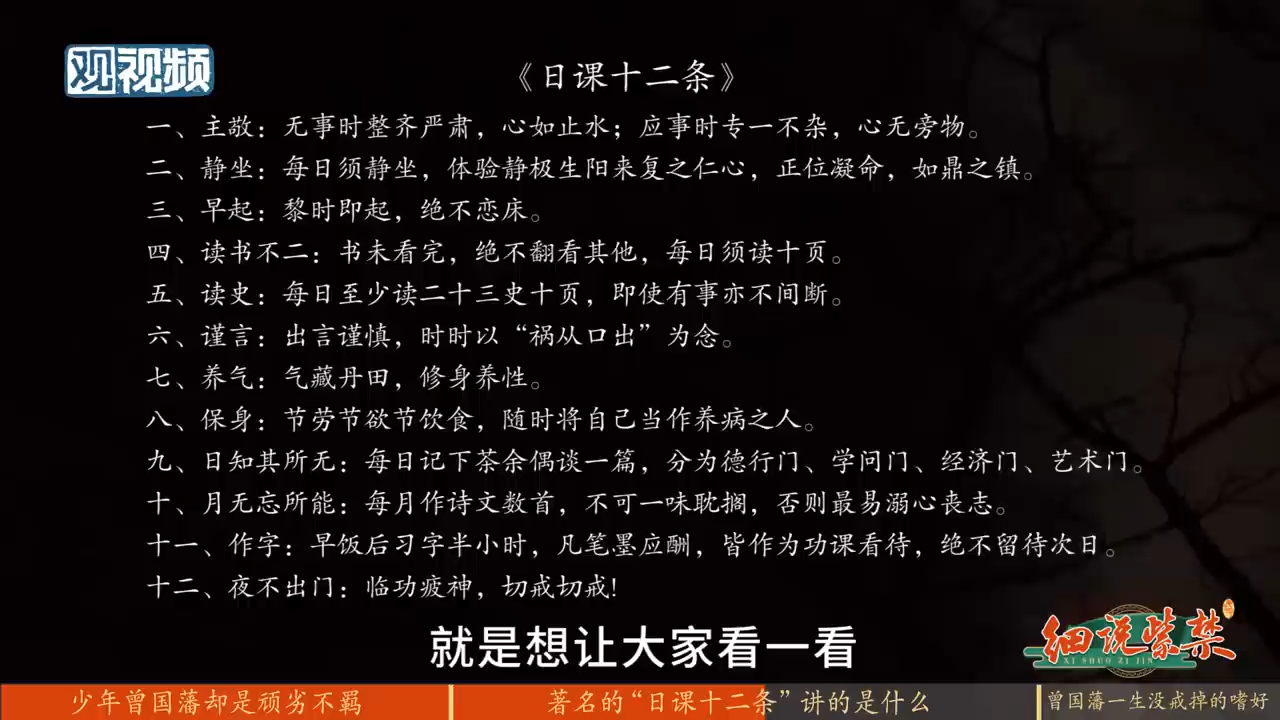 观视频
《日课十二条》
一、主敬：无事时整齐严肃，心如止水；应事时专一不杂，心无旁物。
二、静坐：每日须静坐，体验静极生阳来复之仁心，正位凝命，如鼎之镇。
三、早起：黎时即起，绝不恋床。
四、读书不二：书未看完，绝不翻看其他，每日须读十页。
五、读史：每日至少读二十三史十页，即使有事亦不间断。
六、谨言：出言谨慎，时时以“祸从口出”为念。
七、养气：气藏丹田，修身养性。
八、保身：节劳节欲节饮食，随时将自己当作养病之人。
九、日知其所无：每日记下茶余偶谈一篇，分为德行门、学问门、经济门、艺术门。
十、月无忘所能：每月作诗文数首，不可一味耽搁，否则最易溺心丧志。
十一、作字：早饭后习字半小时，凡笔墨应酬，皆作为功课看待，绝不留待次日。
十二、夜不出门：临功疲神，切戒切戒!
就是想让大家看一看
细说紫禁
XI SHUO ZI JIN
少年曾国藩却是顽劣不羁
著名的“日课十二条”讲的是什么
曾国藩一生没戒掉的嗜好